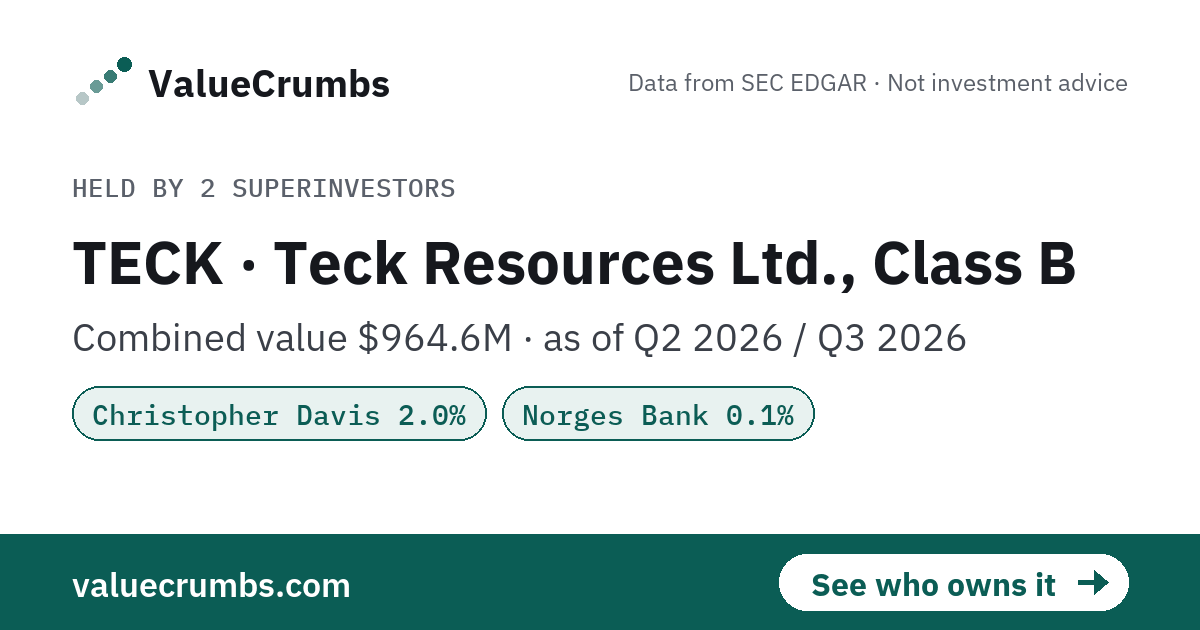 ValueCrumbs
Data from SEC EDGAR · Not investment advice
HELD BY 2 SUPERINVESTORS
TECK · Teck Resources Ltd., Class B
Combined value $964.6M · as of Q2 2026 / Q3 2026
Christopher Davis 2.0%
Norges Bank 0.1%
valuecrumbs.com
See who owns it